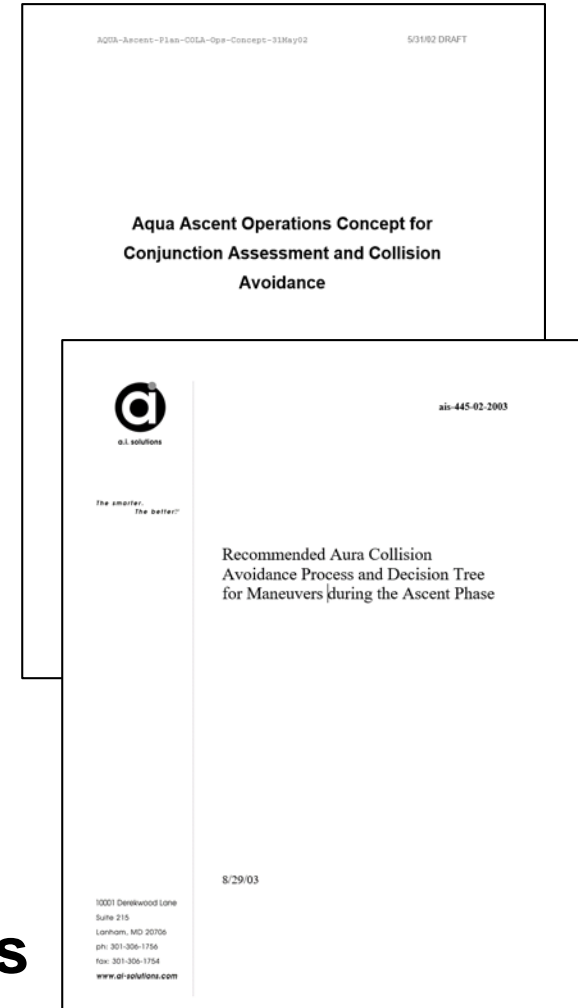 AQUA-Ascent-Plan-COLA-Ops-Concept-31May02 5/31/02 DRAFT
Aqua Ascent Operations Concept for
Conjunction Assessment and Collision
Avoidance
ai
a.i. solutions
ais-445-02-2003
The smarter.
The better.®
Recommended Aura Collision
Avoidance Process and Decision Tree
for Maneuvers during the Ascent Phase
8/29/03
10001 Derekwood Lane
Suite 215
Lanham, MD 20706
ph: 301-306-1756
fax: 301-306-1754
www.ai-solutions.com
s